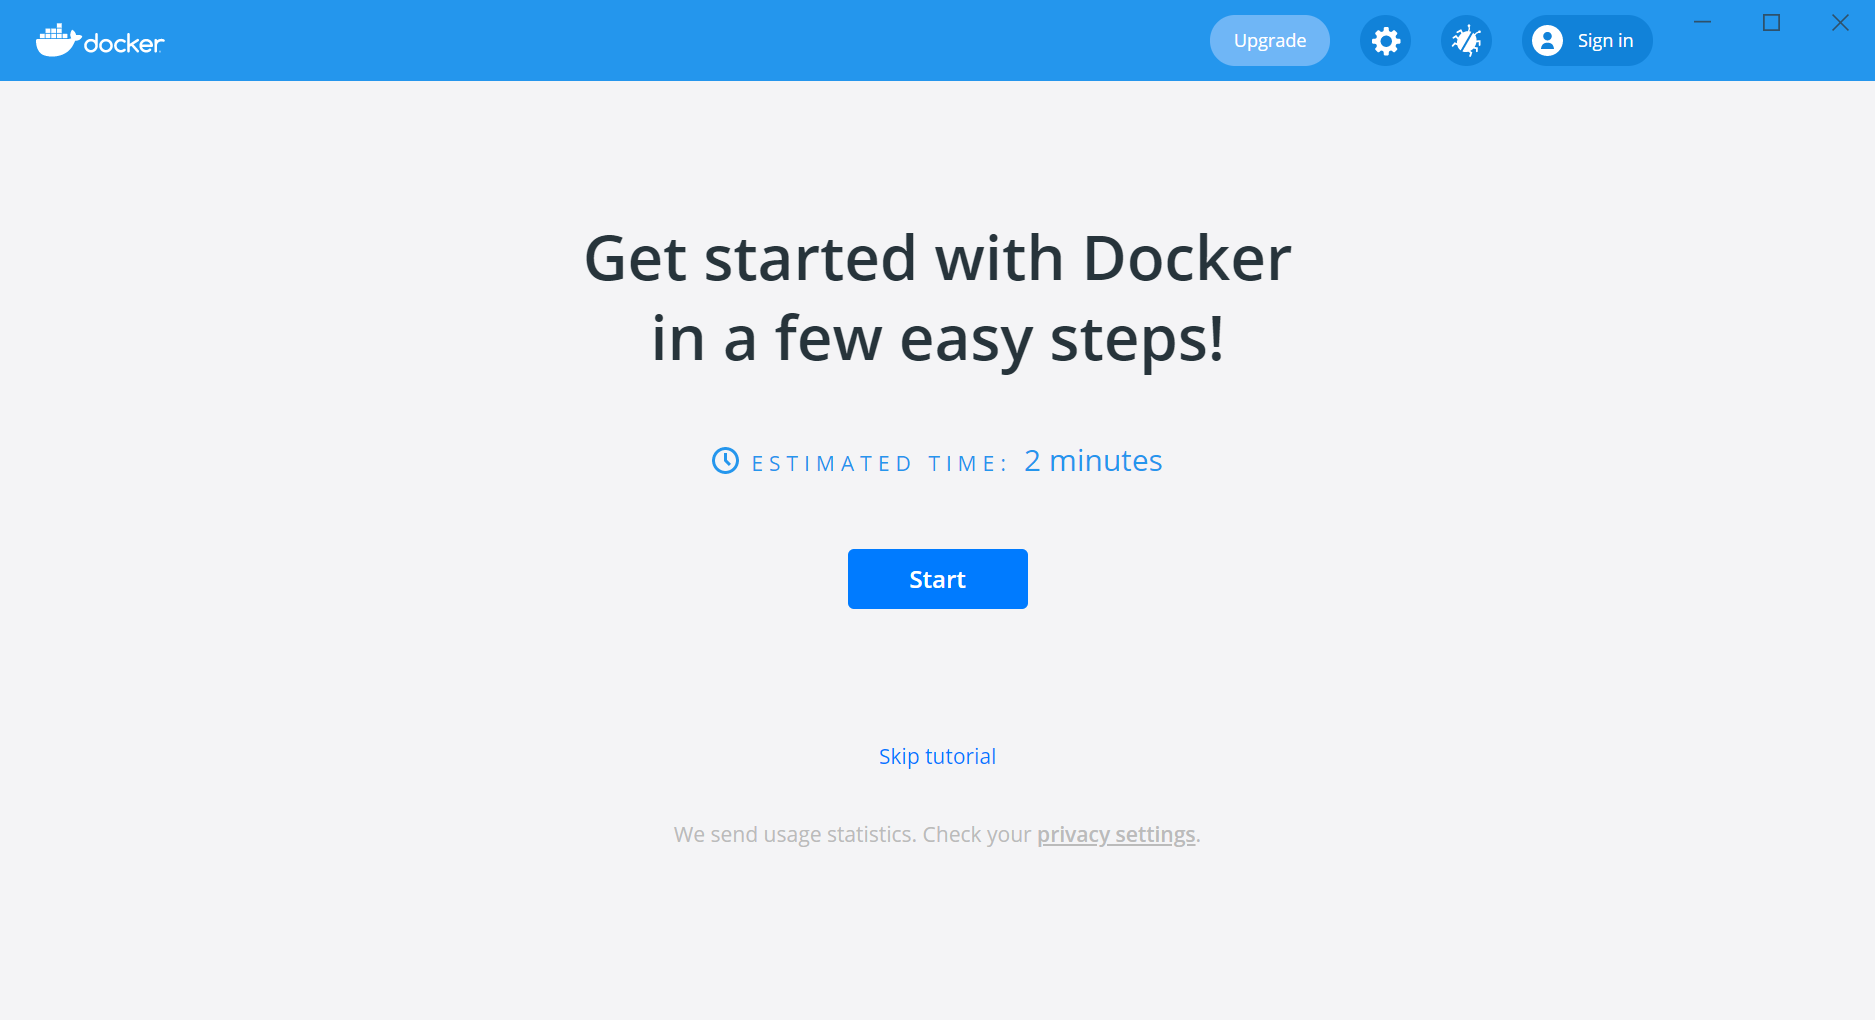 docker
Upgrade
Sign in
Get started with Docker
in a few easy steps!
ESTIMATED TIME: 2 minutes
Start
Skip tutorial
We send usage statistics. Check your privacy settings.